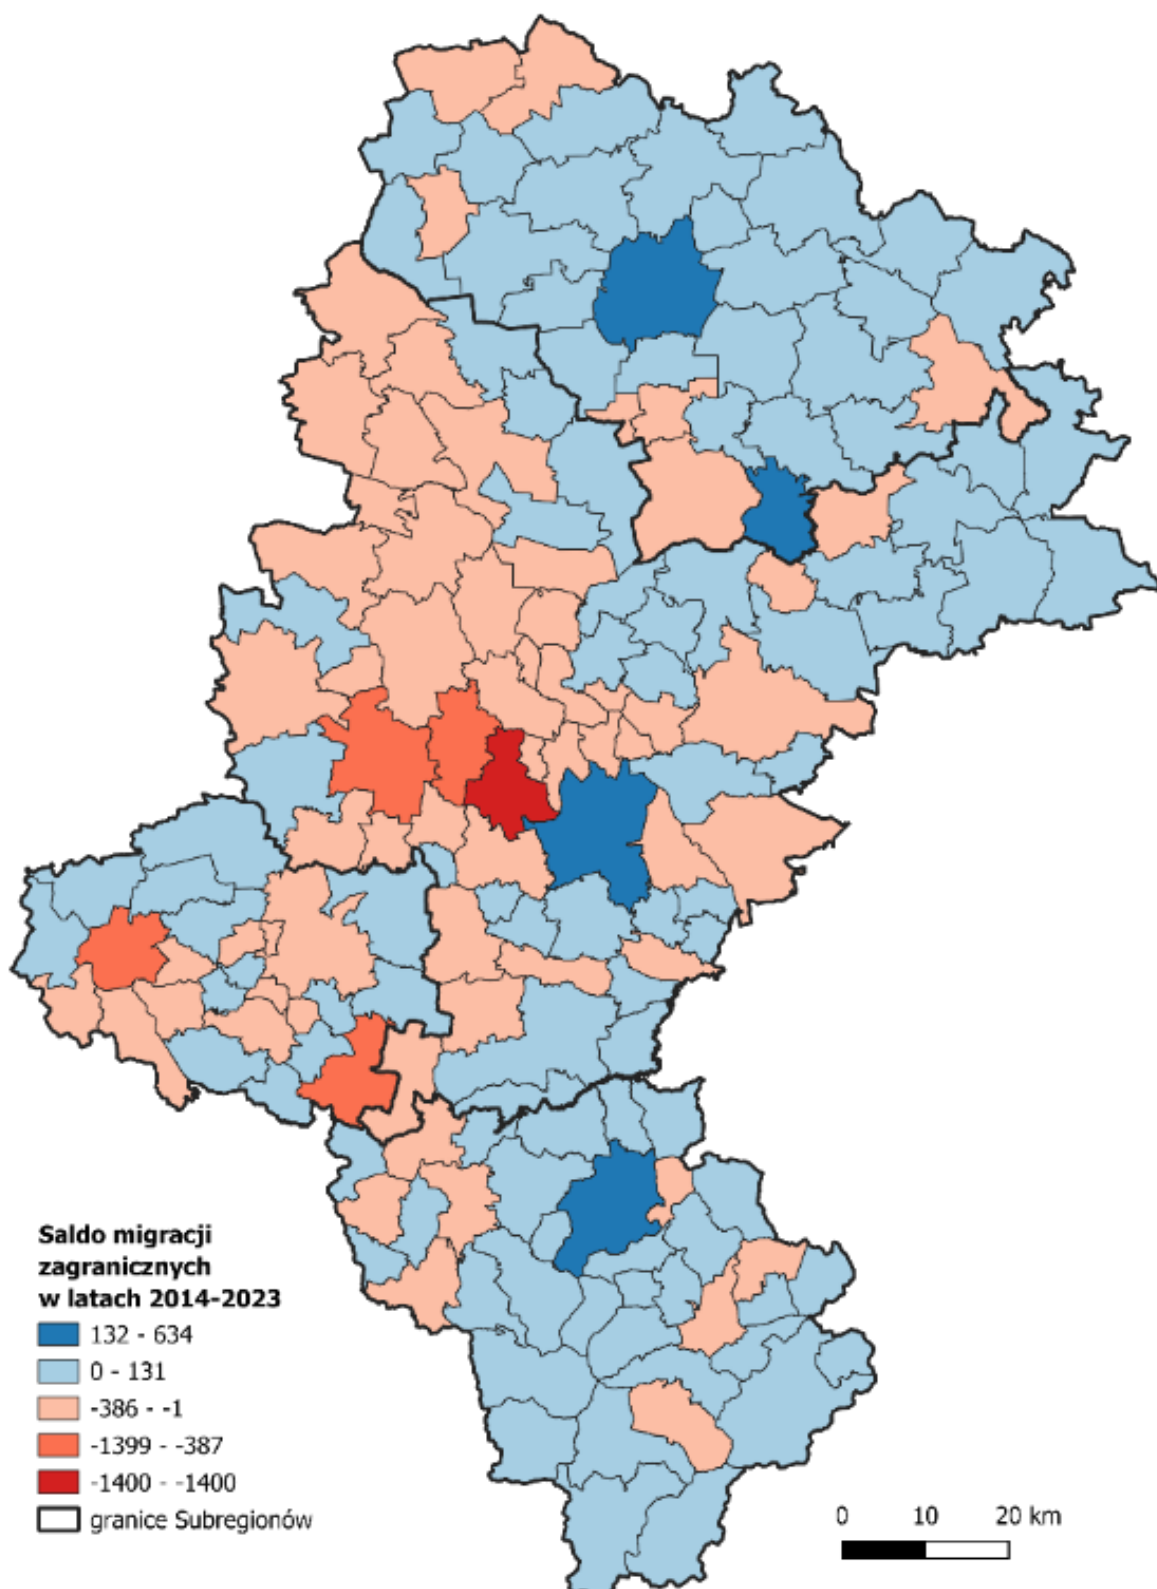 Saldo migracji
zagranicznych
w latach 2014-2023
132 - 634
0 - 131
-386 - -1
-1399 - -387
-1400 - -1400
granice Subregionów
0 10 20 km